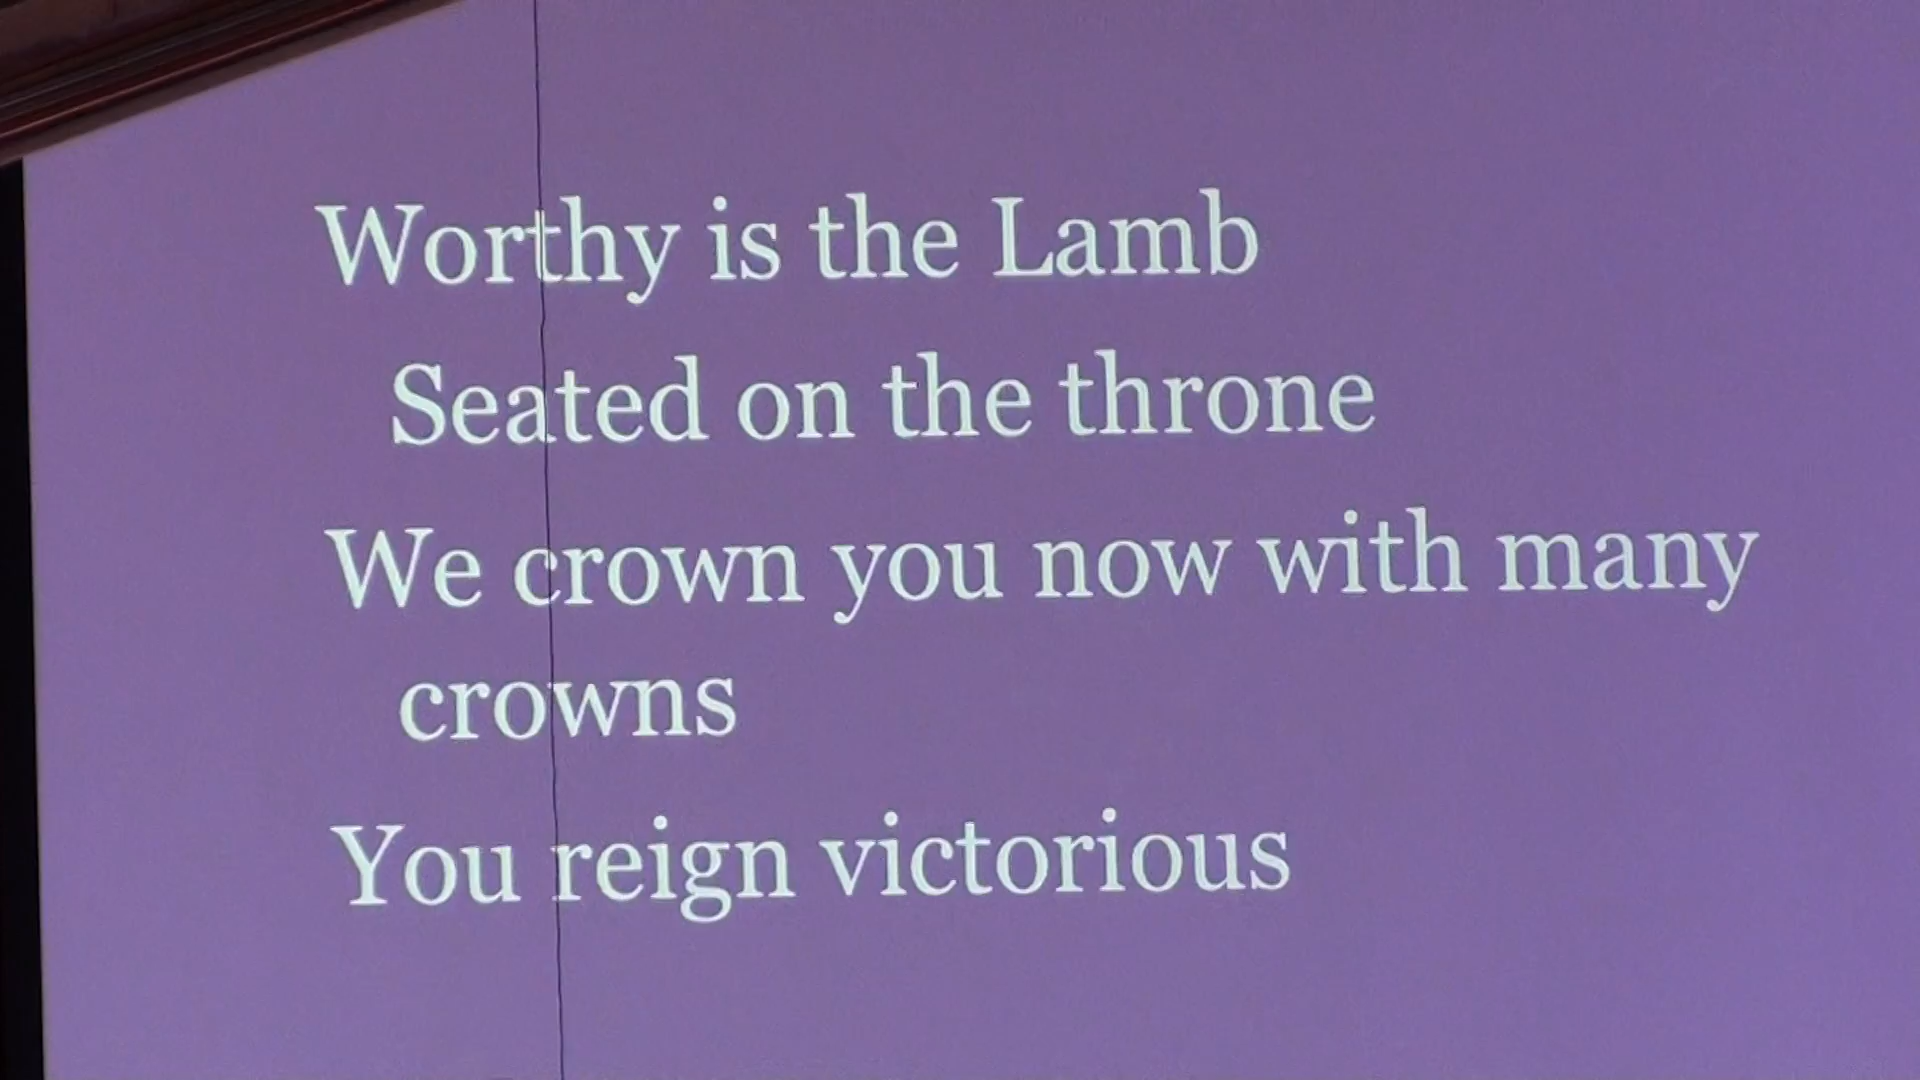 Worthy is the Lamb
Seated on the throne
We crown you now with many
crowns
You reign victorious